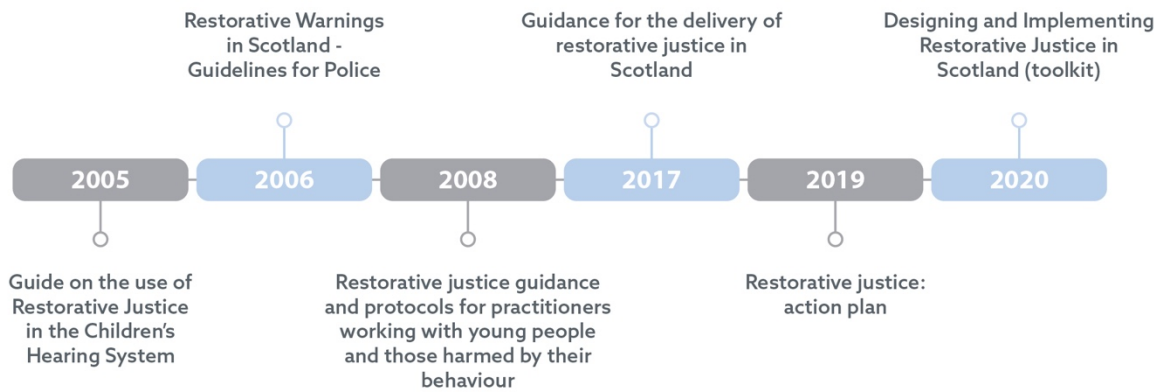 Restorative Warnings
in Scotland -
Guidelines for Police
Guidance for the delivery of
restorative justice in
Scotland
Designing and Implementing
Restorative Justice in
Scotland (toolkit)
2005
2006
2008
2017
2019
2020
Guide on the use of
Restorative Justice
in the Children’s
Hearing System
Restorative justice guidance
and protocols for practitioners
working with young people
and those harmed by their
behaviour
Restorative justice:
action plan